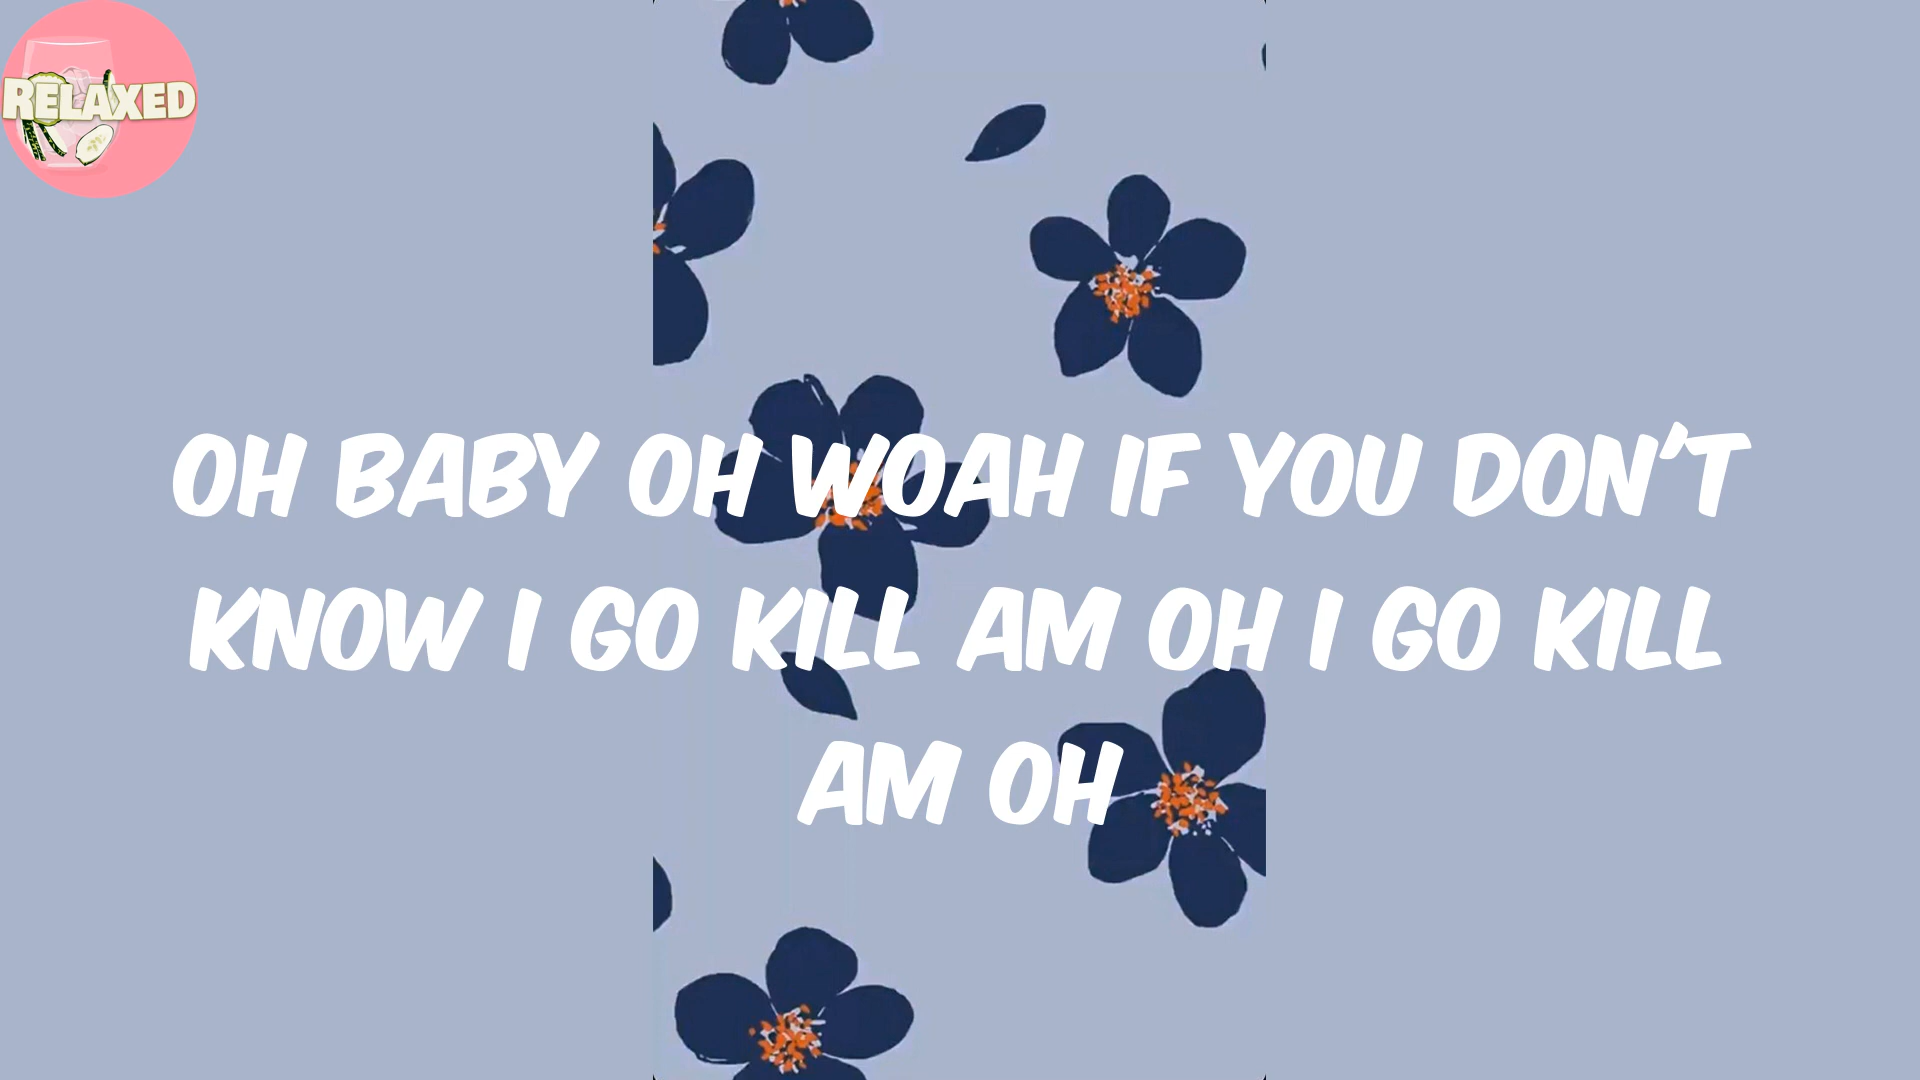 RELAXED
OH BABY OH WOAH IF YOU DON'T
KNOW I GO KILL AM OH I GO KILL
AM OH